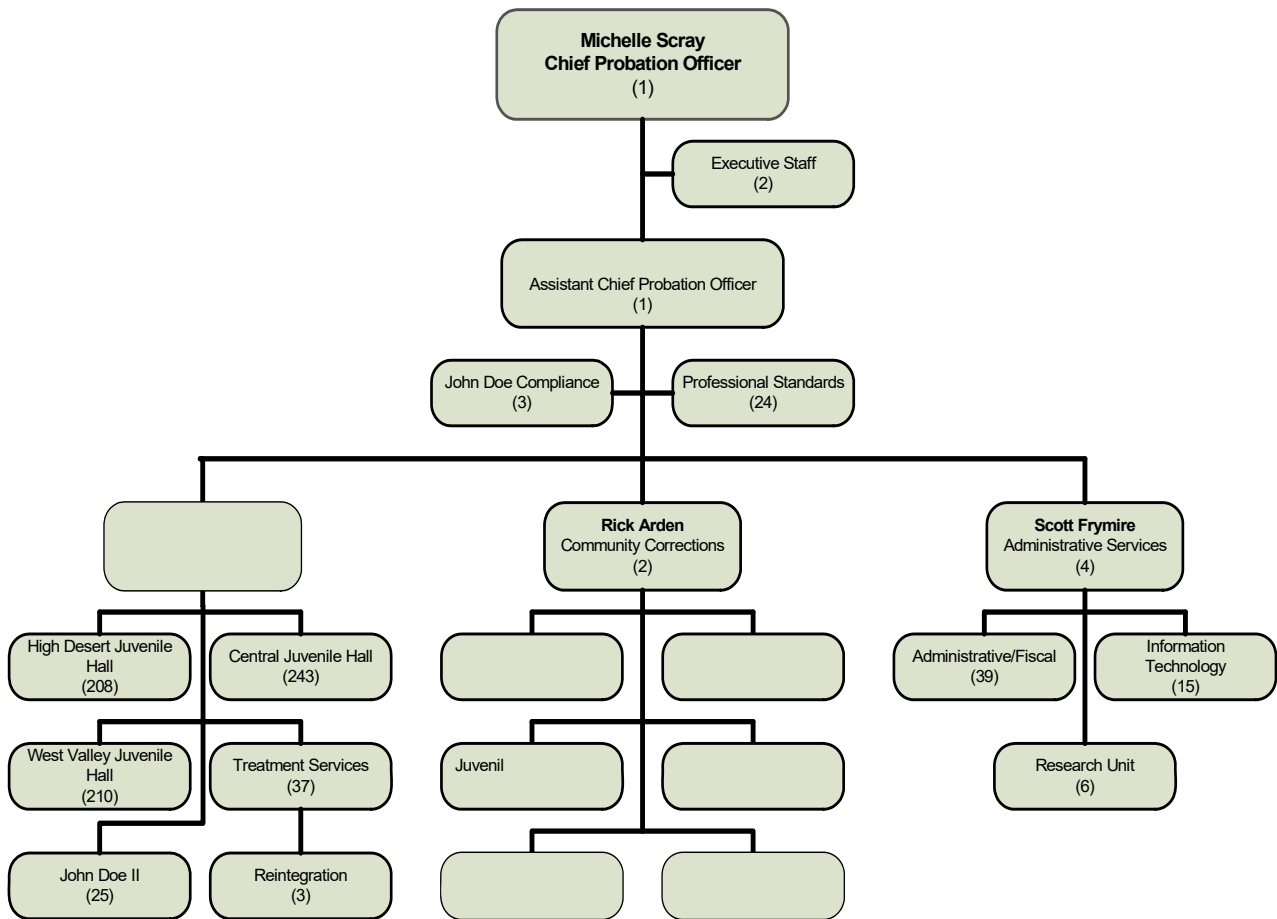 Michelle Scray
Chief Probation Officer
(1)
Executive Staff
(2)
Assistant Chief Probation Officer
(1)
John Doe Compliance
(3)
Professional Standards
(24)
Rick Arden
Community Corrections
(2)
Scott Frymire
Administrative Services
(4)
High Desert Juvenile
Hall
(208)
Central Juvenile Hall
(243)
Administrative/Fiscal
(39)
Information
Technology
(15)
West Valley Juvenile
Hall
(210)
Treatment Services
(37)
Juvenil
Research Unit
(6)
John Doe II
(25)
Reintegration
(3)